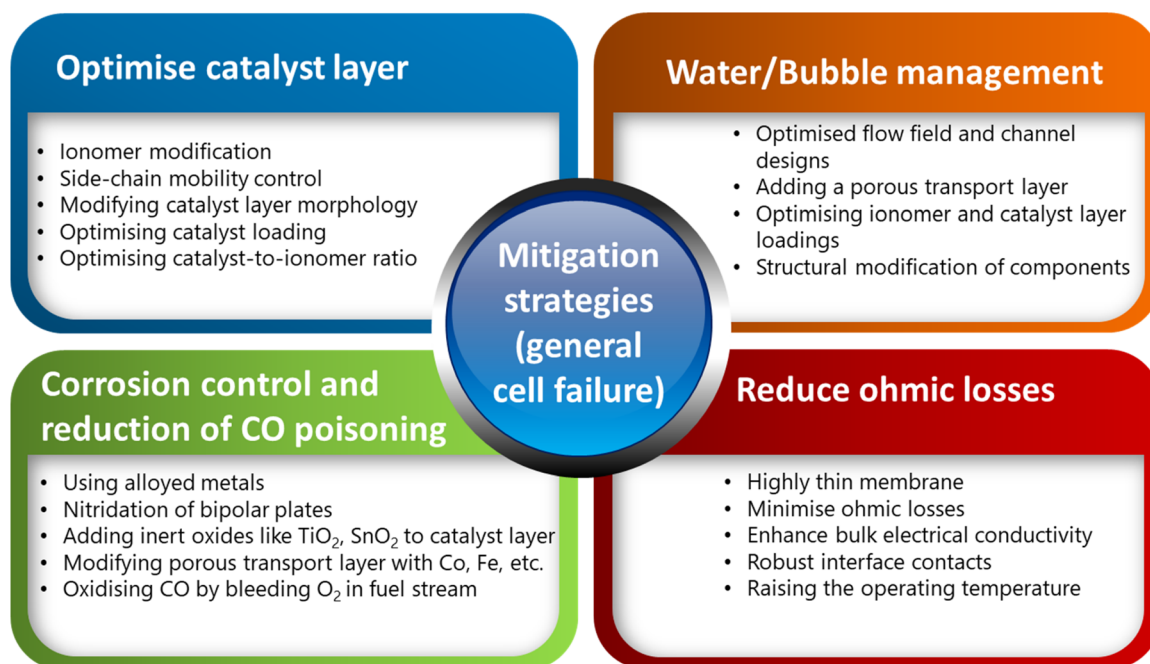 Optimise catalyst layer
• Ionomer modification
• Side-chain mobility control
• Modifying catalyst layer morphology
• Optimising catalyst loading
• Optimising catalyst-to-ionomer ratio
Water/Bubble management
• Optimised flow field and channel
designs
• Adding a porous transport layer
• Optimising ionomer and catalyst layer
loadings
• Structural modification of components
Mitigation
strategies
(general
cell failure)
Corrosion control and
reduction of CO poisoning
• Using alloyed metals
• Nitridation of bipolar plates
• Adding inert oxides like TiO₂, SnO₂ to catalyst layer
• Modifying porous transport layer with Co, Fe, etc.
• Oxidising CO by bleeding O₂ in fuel stream
Reduce ohmic losses
• Highly thin membrane
• Minimise ohmic losses
• Enhance bulk electrical conductivity
• Robust interface contacts
• Raising the operating temperature